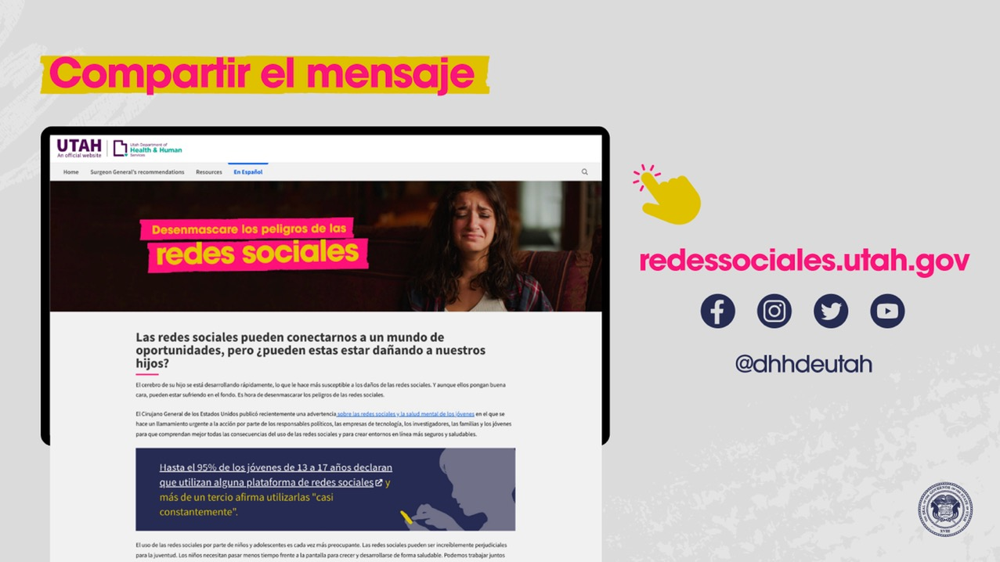 Compartir el mensaje
UTAH
An official website
Utah Department of
Health & Human
Services
Home
Surgeon General's recommendations
Resources
En Español
Desenmascare los peligros de las
redes sociales
Las redes sociales pueden conectarnos a un mundo de
oportunidades, pero ¿pueden estas estar dañando a nuestros
hijos?
El cerebro de su hijo se está desarrollando rápidamente, lo que le hace más susceptible a los daños de las redes sociales. Y aunque ellos pongan buena
cara, pueden estar sufriendo en el fondo. Es hora de desenmascarar los peligros de las redes sociales.
El Cirujano General de los Estados Unidos publicó recientemente una advertencia sobre las redes sociales y la salud mental de los jóvenes en el que se
hace un llamamiento urgente a la acción por parte de los responsables políticos, las empresas de tecnología, los investigadores, las familias y los jóvenes
para que comprendan mejor todas las consecuencias del uso de las redes sociales y para crear entornos en línea más seguros y saludables.
Hasta el 95% de los jóvenes de 13 a 17 años declaran
que utilizan alguna plataforma de redes sociales y
más de un tercio afirma utilizarlas "casi
constantemente".
El uso de las redes sociales por parte de niños y adolescentes es cada vez más preocupante. Las redes sociales pueden ser increíblemente perjudiciales
para la juventud. Los niños necesitan pasar menos tiempo frente a la pantalla para crecer y desarrollarse de forma saludable. Podemos trabajar juntos
redessociales.utah.gov
@dhhdeutah
XVIII